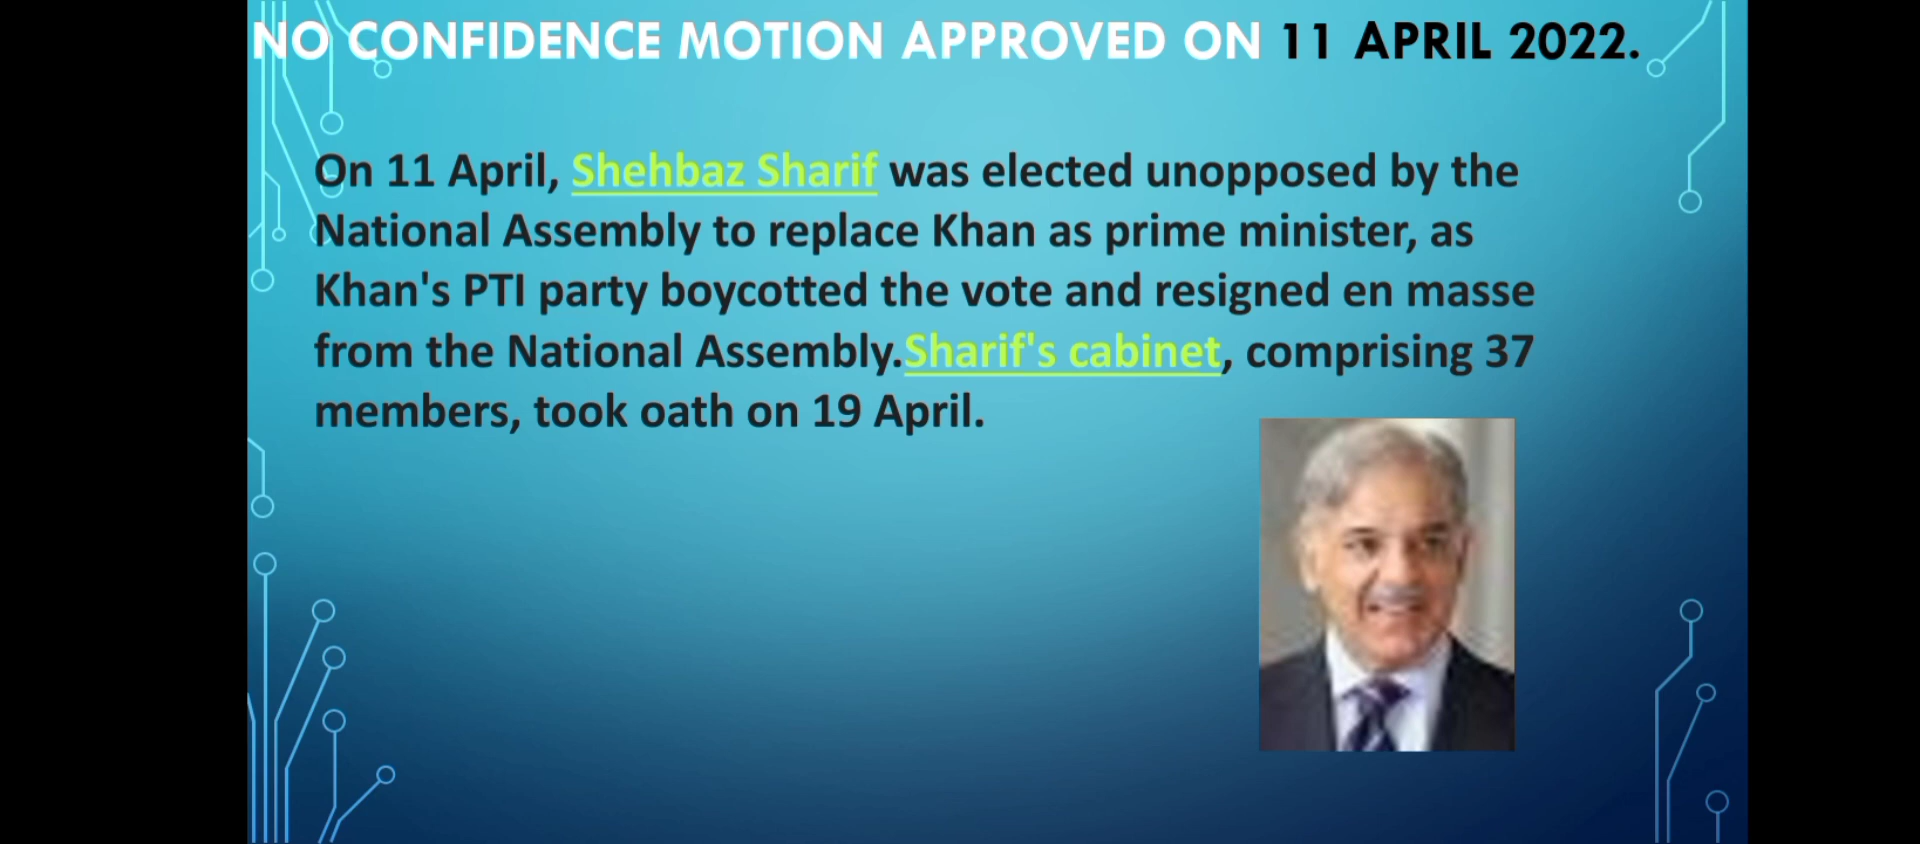 NO CONFIDENCE MOTION APPROVED ON 11 APRIL 2022.
On 11 April, Shehbaz Sharif was elected unopposed by the
National Assembly to replace Khan as prime minister, as
Khan's PTI party boycotted the vote and resigned en masse
from the National Assembly.Sharif's cabinet, comprising 37
members, took oath on 19 April.